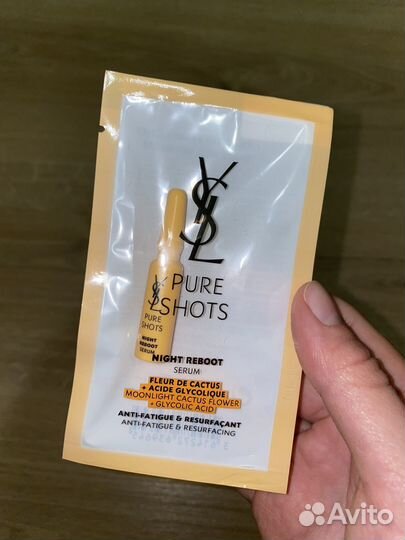 YSL
PURE
SHOTS
YSL
PURE
SHOTS
NIGHT
REBOOT
SERUM
NIGHT REBOOT
SERUM
FLEUR DE CACTUS
+ ACIDE GLYCOLIQUE
MOONLIGHT CACTUS FLOWER
+ GLYCOLIC ACID
ANTI-FATIGUE & RESURFAÇANT
ANTI-FATIGUE & RESURFACING
Avito